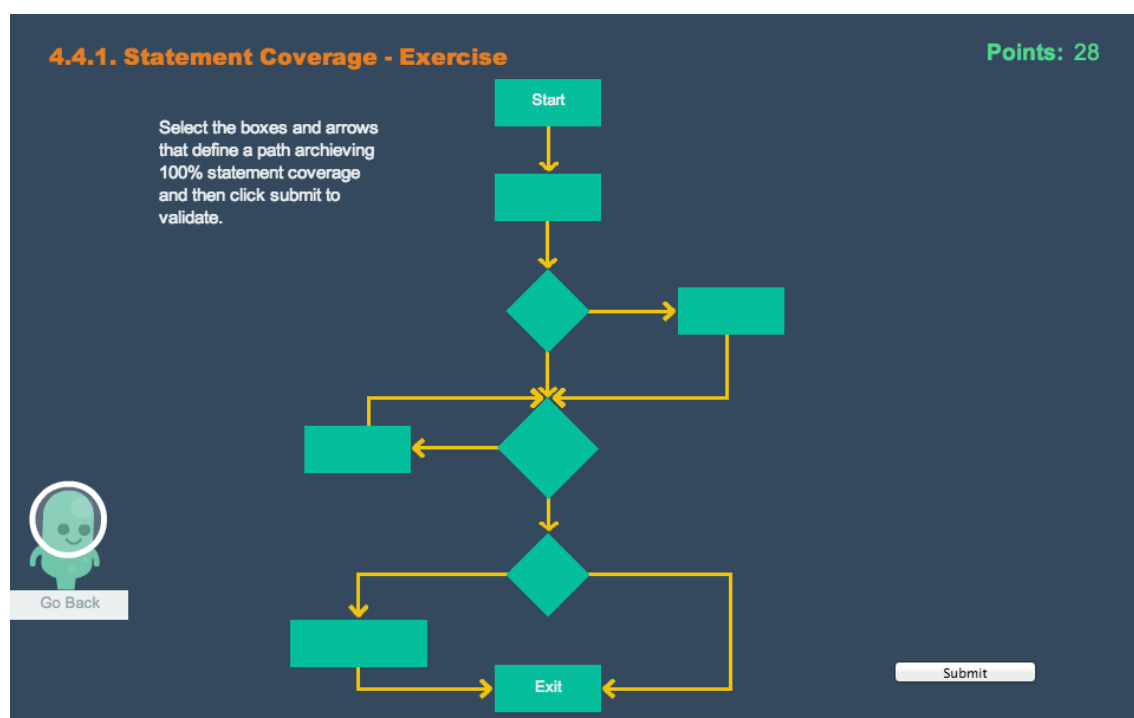 4.4.1. Statement Coverage - Exercise
Points: 28
Start
Select the boxes and arrows
that define a path archieving
100% statement coverage
and then click submit to
validate.
Go Back
Submit
Exit